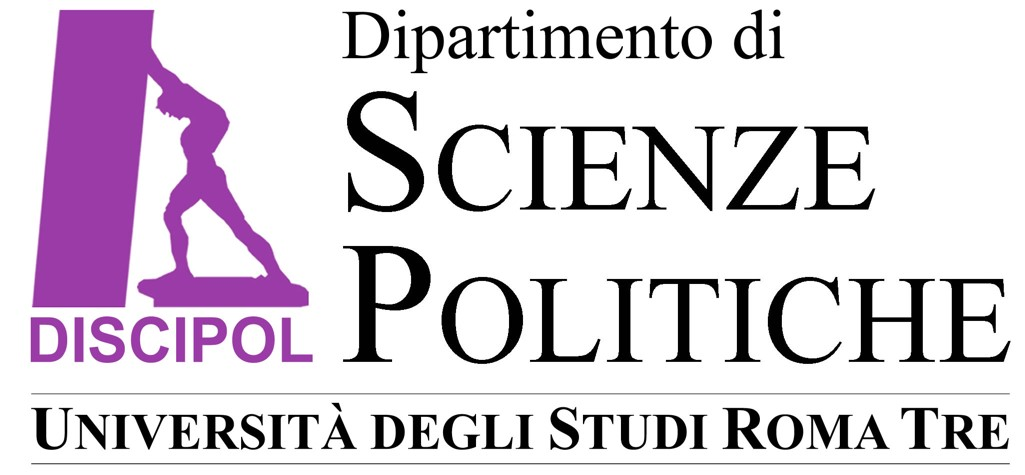 Dipartimento di
SCIENZE
POLITICHE
DISCIPOL
UNIVERSITÀ DEGLI STUDI ROMA TRE